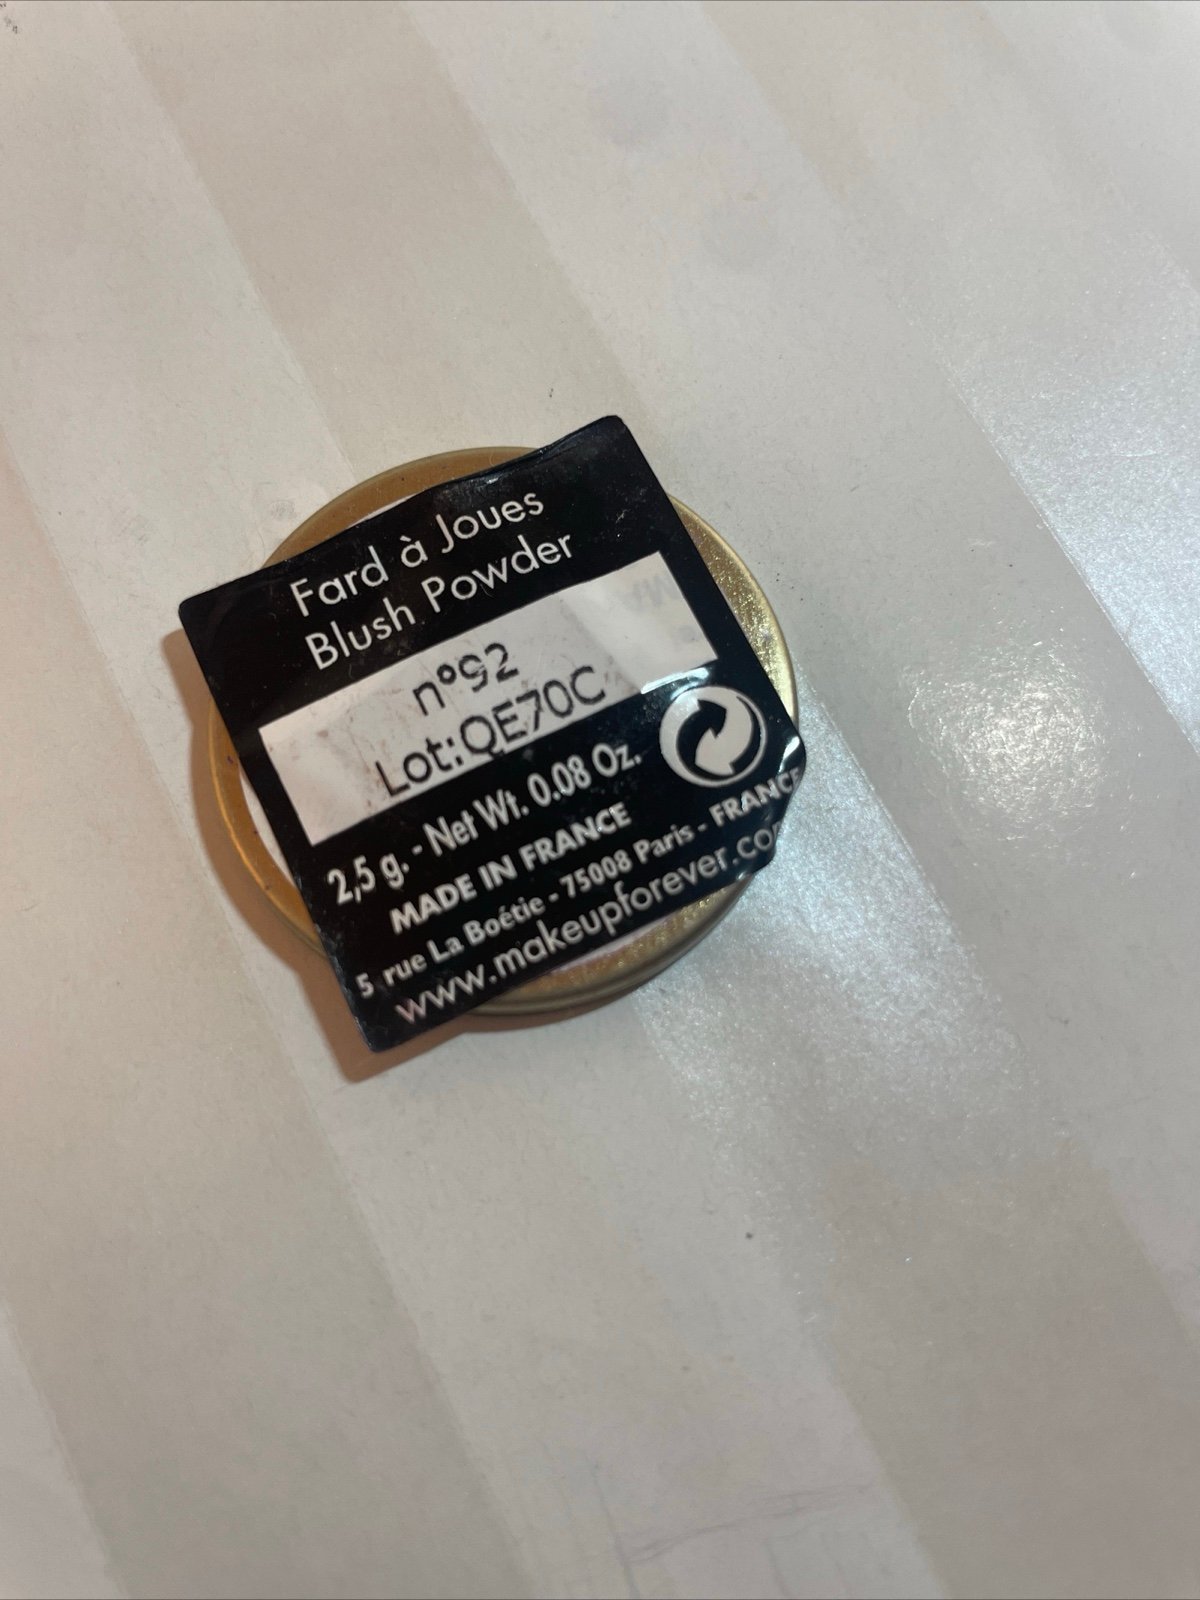 Fard à Joues
Blush Powder
n°92
Lot:QE70C
2,5 g. - Net Wt. 0.08 Oz.
MADE IN FRANCE
5 rue La Boétie - 75008 Paris - FRANCE
www.makeupforever.co